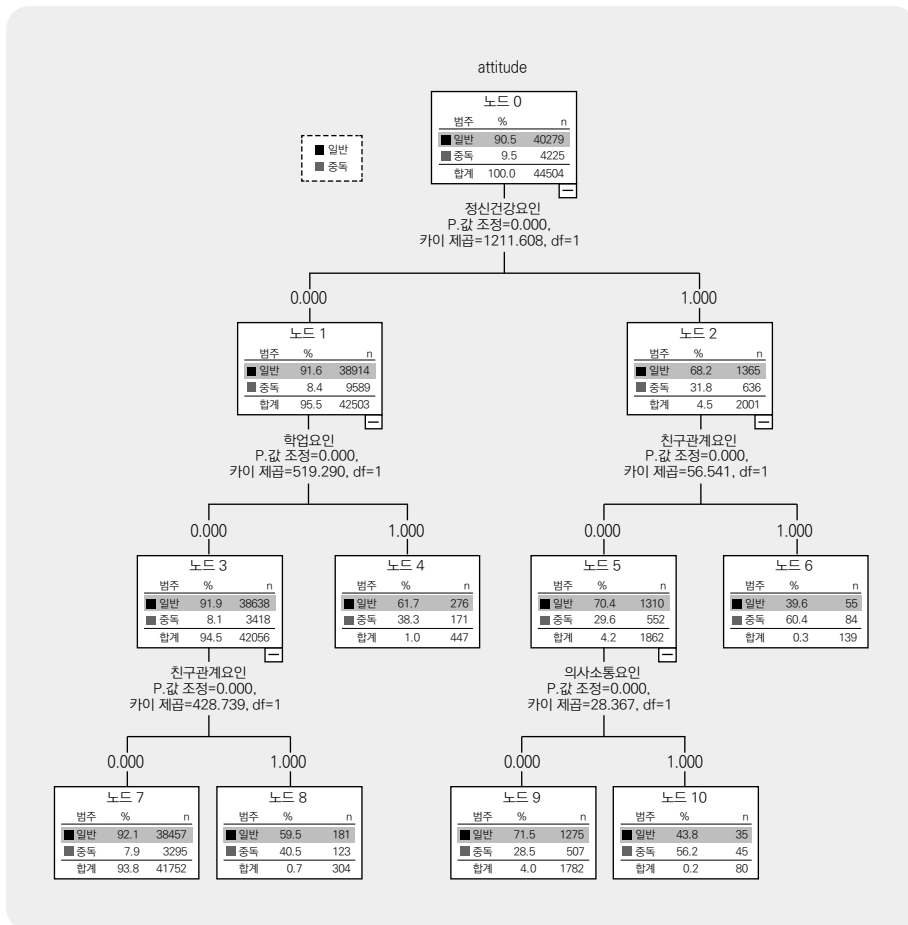 attitude
노드 0
범주 % n
일반 90.5 40279
중독 9.5 4225
합계 100.0 44504
일반
중독
정신건강요인
P.값 조정=0.000,
카이 제곱=1211.608, df=1
0.000
1.000
노드 1
범주 % n
일반 91.6 38914
중독 8.4 9589
합계 95.5 42503
노드 2
범주 % n
일반 68.2 1365
중독 31.8 636
합계 4.5 2001
학업요인
P.값 조정=0.000,
카이 제곱=519.290, df=1
친구관계요인
P.값 조정=0.000,
카이 제곱=56.541, df=1
0.000
1.000
0.000
1.000
노드 3
범주 % n
일반 91.9 38638
중독 8.1 3418
합계 94.5 42056
노드 4
범주 % n
일반 61.7 276
중독 38.3 171
합계 1.0 447
노드 5
범주 % n
일반 70.4 1310
중독 29.6 552
합계 4.2 1862
노드 6
범주 % n
일반 39.6 55
중독 60.4 84
합계 0.3 139
친구관계요인
P.값 조정=0.000,
카이 제곱=428.739, df=1
의사소통요인
P.값 조정=0.000,
카이 제곱=28.367, df=1
0.000
1.000
0.000
1.000
노드 7
범주 % n
일반 92.1 38457
중독 7.9 3295
합계 93.8 41752
노드 8
범주 % n
일반 59.5 181
중독 40.5 123
합계 0.7 304
노드 9
범주 % n
일반 71.5 1275
중독 28.5 507
합계 4.0 1782
노드 10
범주 % n
일반 43.8 35
중독 56.2 45
합계 0.2 80